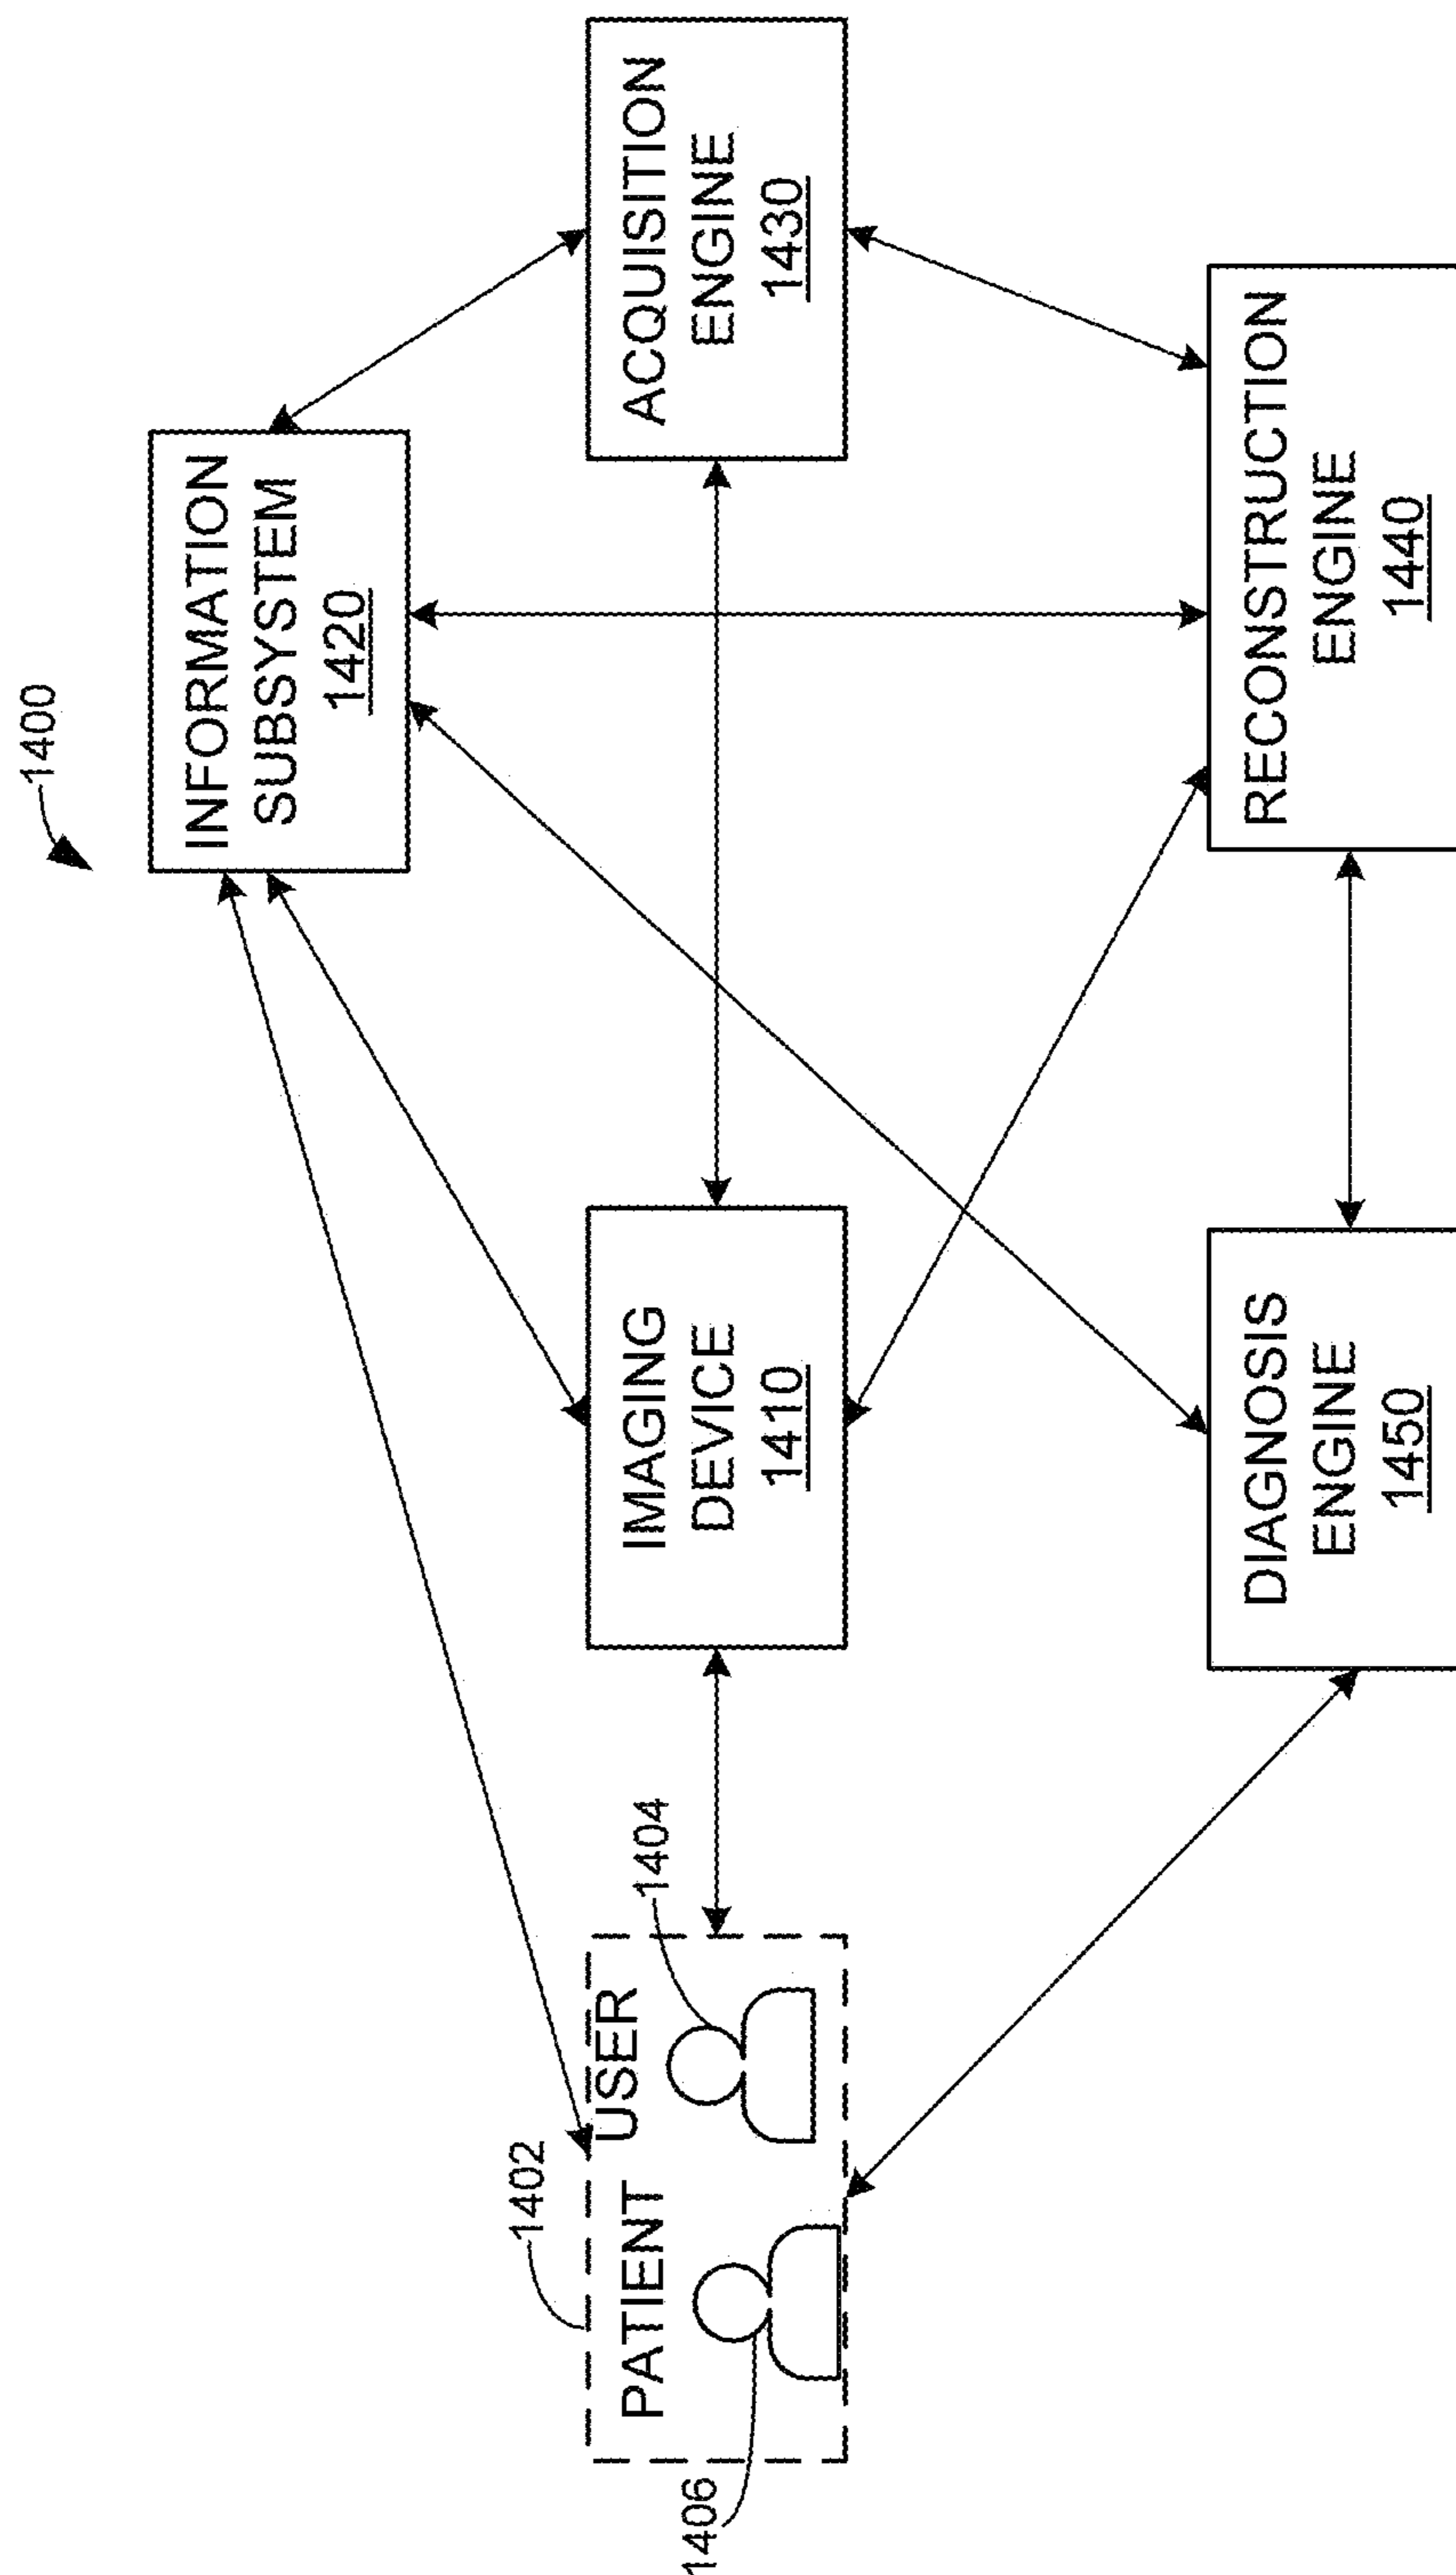 1400
INFORMATION
SUBSYSTEM
1420
1402
PATIENT
USER
1404
1406
IMAGING
DEVICE
1410
ACQUISITION
ENGINE
1430
DIAGNOSIS
ENGINE
1450
RECONSTRUCTION
ENGINE
1440